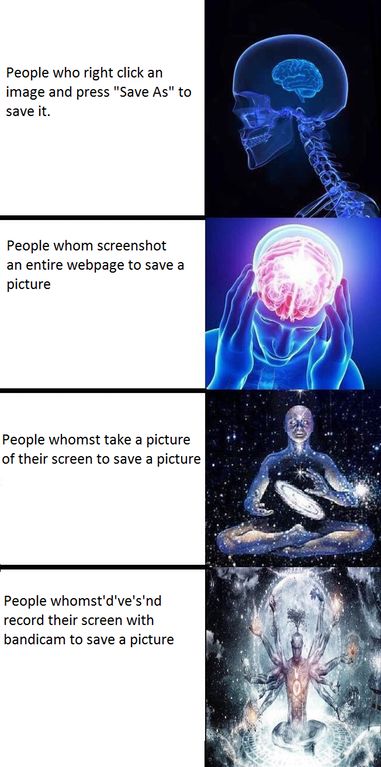 People who right click an
image and press "Save As" to
save it.
People whom screenshot
an entire webpage to save a
picture
People whomst take a picture
of their screen to save a picture
People whomst'd've's'nd
record their screen with
bandicam to save a picture